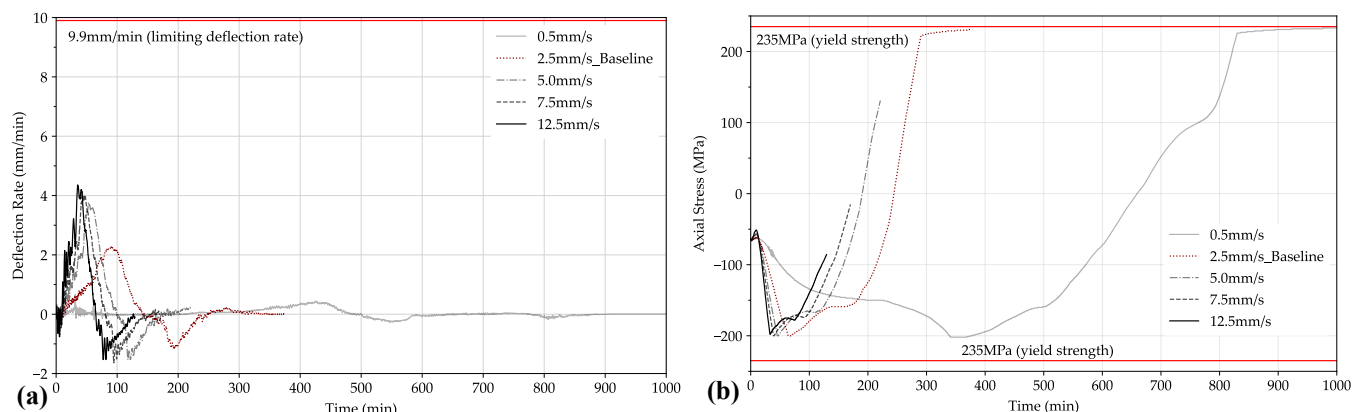 10
8
6
4
2
0
−2
Deflection Rate (mm/min)
9.9mm/min (limiting deflection rate)
0.5mm/s
2.5mm/s_Baseline
5.0mm/s
7.5mm/s
12.5mm/s
0 100 200 300 400 500 600 700 800 900 1000
Time (min)
(a)
200
100
0
−100
−200
Axial Stress (MPa)
235MPa (yield strength)
0.5mm/s
2.5mm/s_Baseline
5.0mm/s
7.5mm/s
12.5mm/s
235MPa (yield strength)
0 100 200 300 400 500 600 700 800 900 1000
Time (min)
(b)